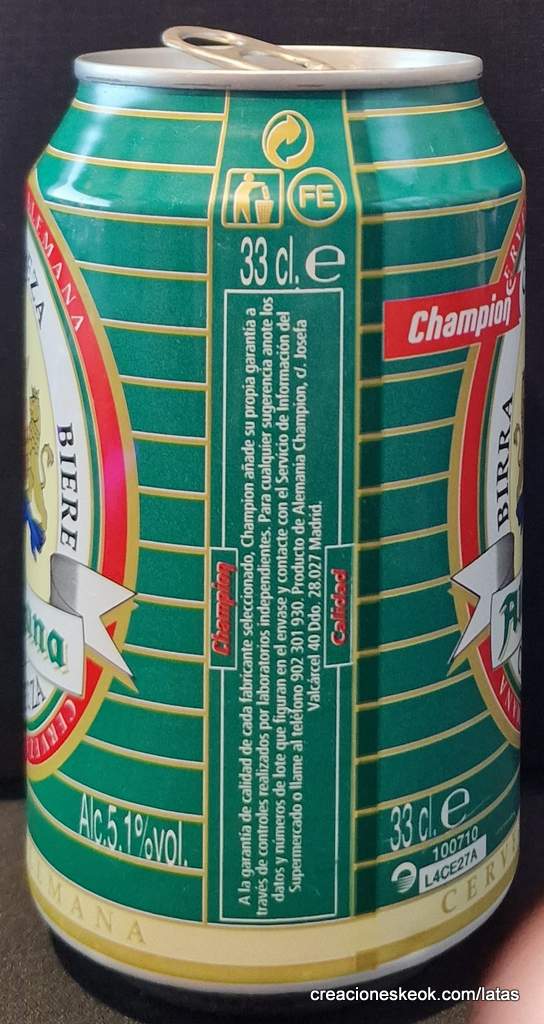 FE
33 cl. e
A la garantía de calidad de cada fabricante seleccionado, Champion añade su propia garantía a
través de controles realizados por laboratorios independientes. Para cualquier sugerencia anote los
datos y números de lote que figuran en el envase y contacte con el Servicio de Información del
Supermercado o llame al teléfono 902 301 930. Producto de Alemania Champion, c/. Josefa
Valcárcel 40 Ddo. 28.027 Madrid.
Champion
Calidad
LEMANA
BIERE
Alc.5.1%vol.
MANA
Champion
BIRRA
33 cl. e
100710
L4CE27A
CERV
creacioneskeok.com/latas